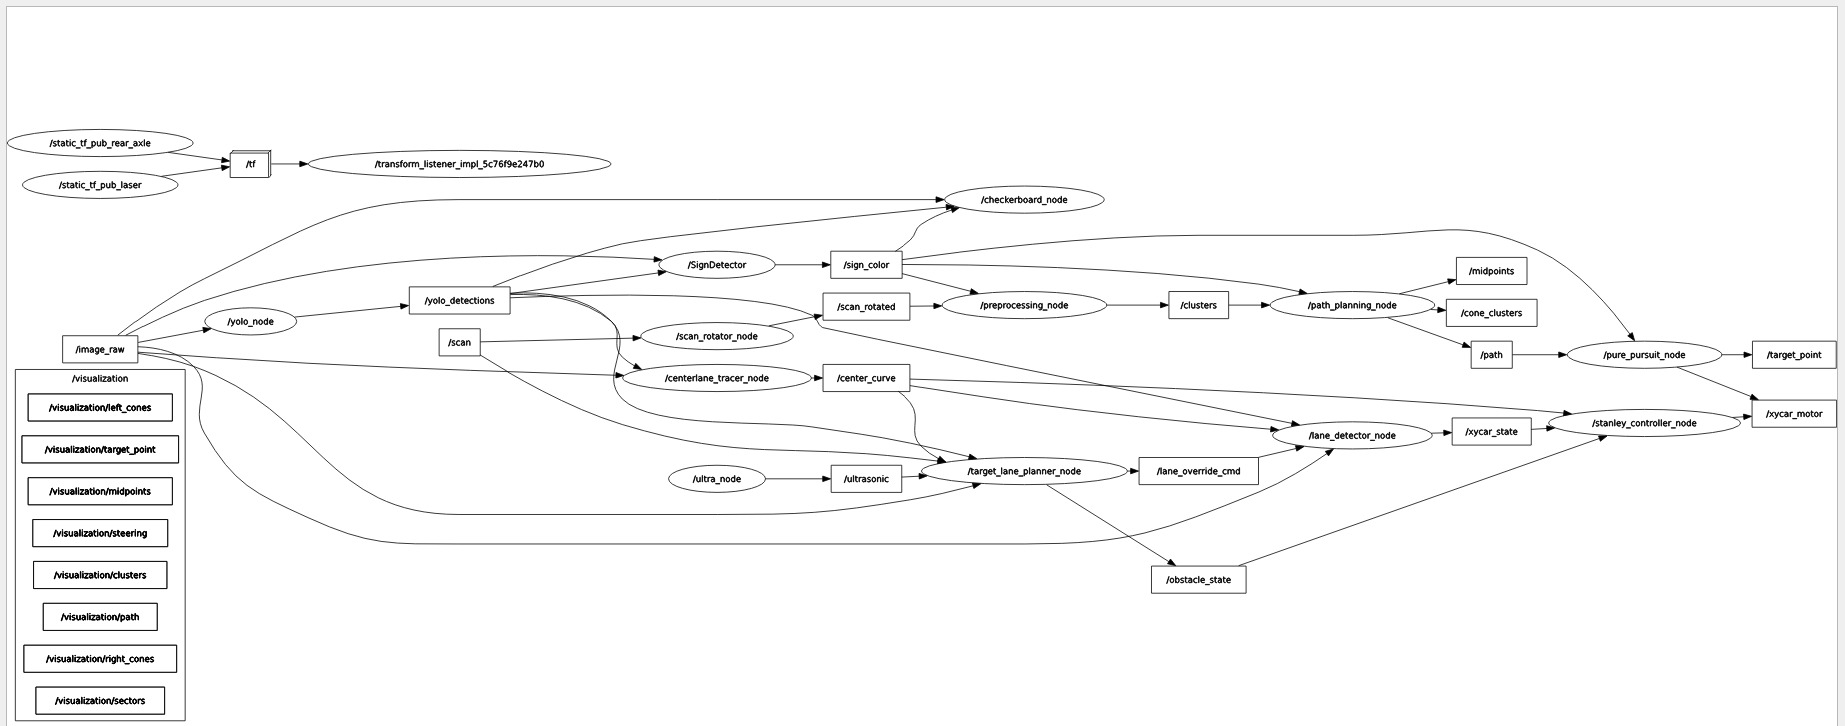 /static_tf_pub_rear_axle
/tf
/transform_listener_impl_5c76f9e247b0
/static_tf_pub_laser
/checkerboard_node
/SignDetector
/sign_color
/midpoints
/yolo_detections
/scan_rotated
/preprocessing_node
/clusters
/path_planning_node
/cone_clusters
/yolo_node
/scan_rotator_node
/scan
/image_raw
/path
/pure_pursuit_node
/target_point
/centerlane_tracer_node
/center_curve
/xycar_motor
/stanley_controller_node
/lane_detector_node
/xycar_state
/ultra_node
/ultrasonic
/target_lane_planner_node
/lane_override_cmd
/obstacle_state
/visualization
/visualization/left_cones
/visualization/target_point
/visualization/midpoints
/visualization/steering
/visualization/clusters
/visualization/path
/visualization/right_cones
/visualization/sectors